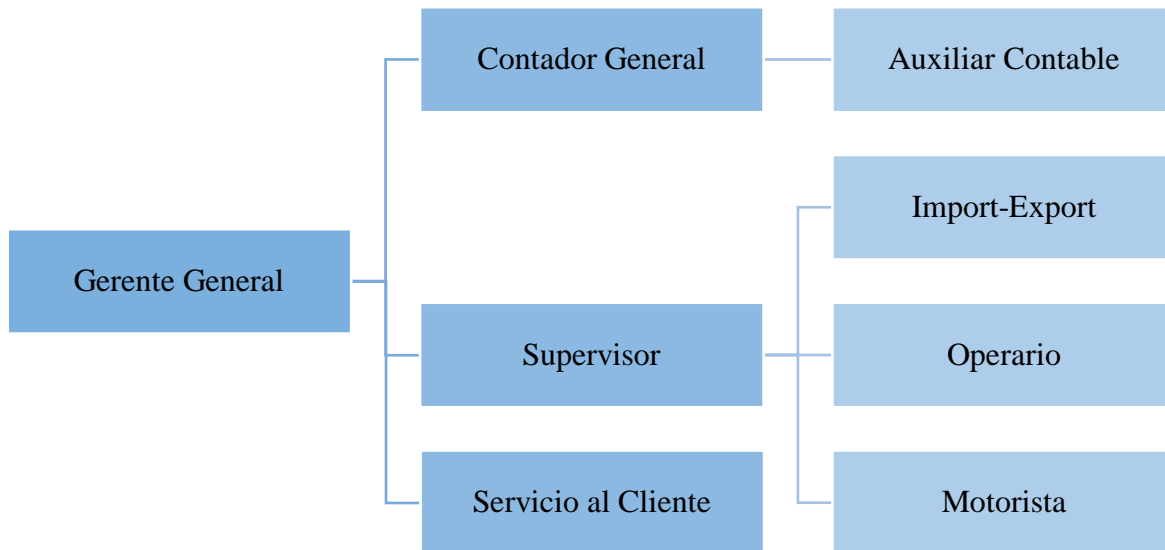 Contador General
Auxiliar Contable
Import-Export
Gerente General
Supervisor
Operario
Servicio al Cliente
Motorista